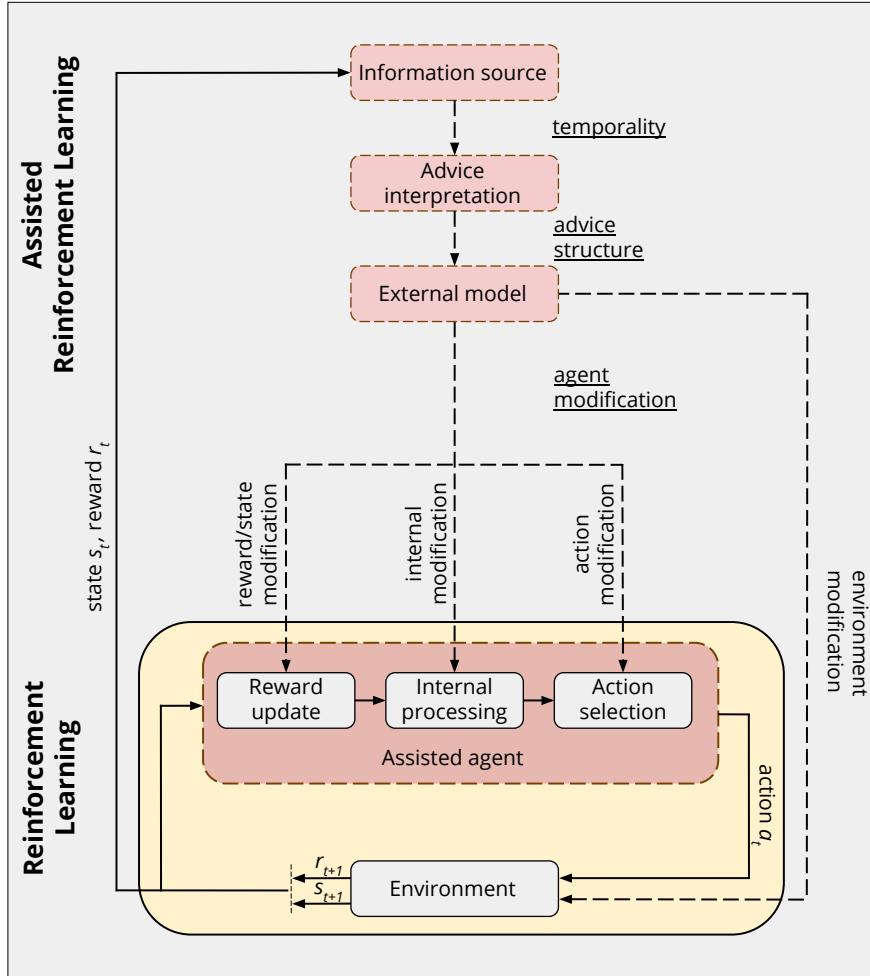 Assisted
Reinforcement Learning
Information source
temporality
Advice
interpretation
advice
structure
External model
agent
modification
state s_t, reward r_t
reward/state
modification
internal
modification
action
modification
environment
modification
Reinforcement
Learning
Reward
update
Internal
processing
Action
selection
Assisted agent
action a_t
r_{t+1}
s_{t+1}
Environment